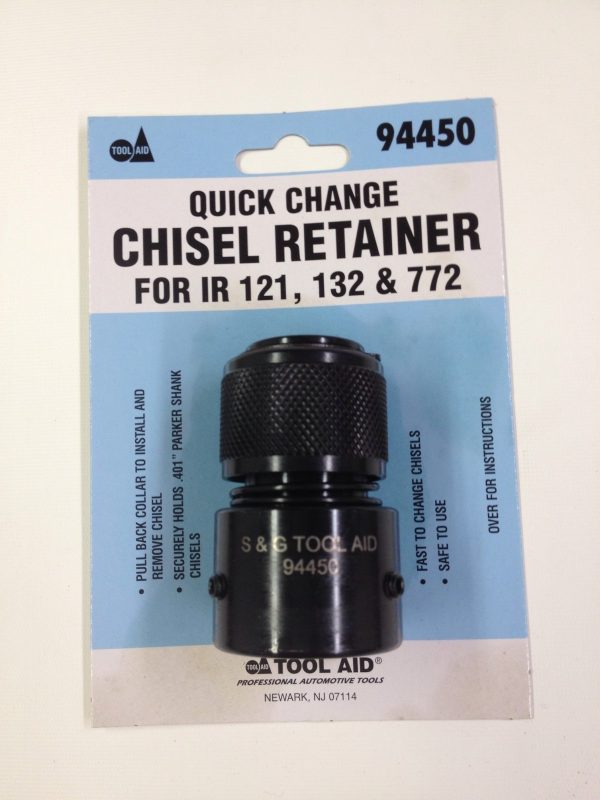 TOOL AID
94450
QUICK CHANGE
CHISEL RETAINER
FOR IR 121, 132 & 772
• PULL BACK COLLAR TO INSTALL AND
REMOVE CHISEL
• SECURELY HOLDS .401" PARKER SHANK
CHISELS
• FAST TO CHANGE CHISELS
• SAFE TO USE
OVER FOR INSTRUCTIONS
S & G TOOL AID
94450
TOOL AID TOOL AID®
PROFESSIONAL AUTOMOTIVE TOOLS
NEWARK, NJ 07114